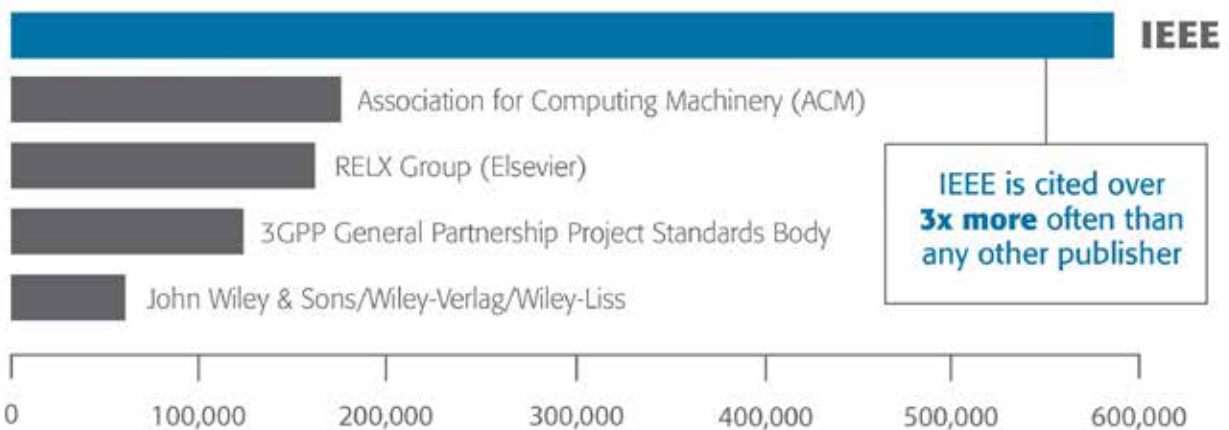 IEEE
Association for Computing Machinery (ACM)
RELX Group (Elsevier)
3GPP General Partnership Project Standards Body
John Wiley & Sons/Wiley-Verlag/Wiley-Liss
IEEE is cited over
3x more often than
any other publisher
0 100,000 200,000 300,000 400,000 500,000 600,000